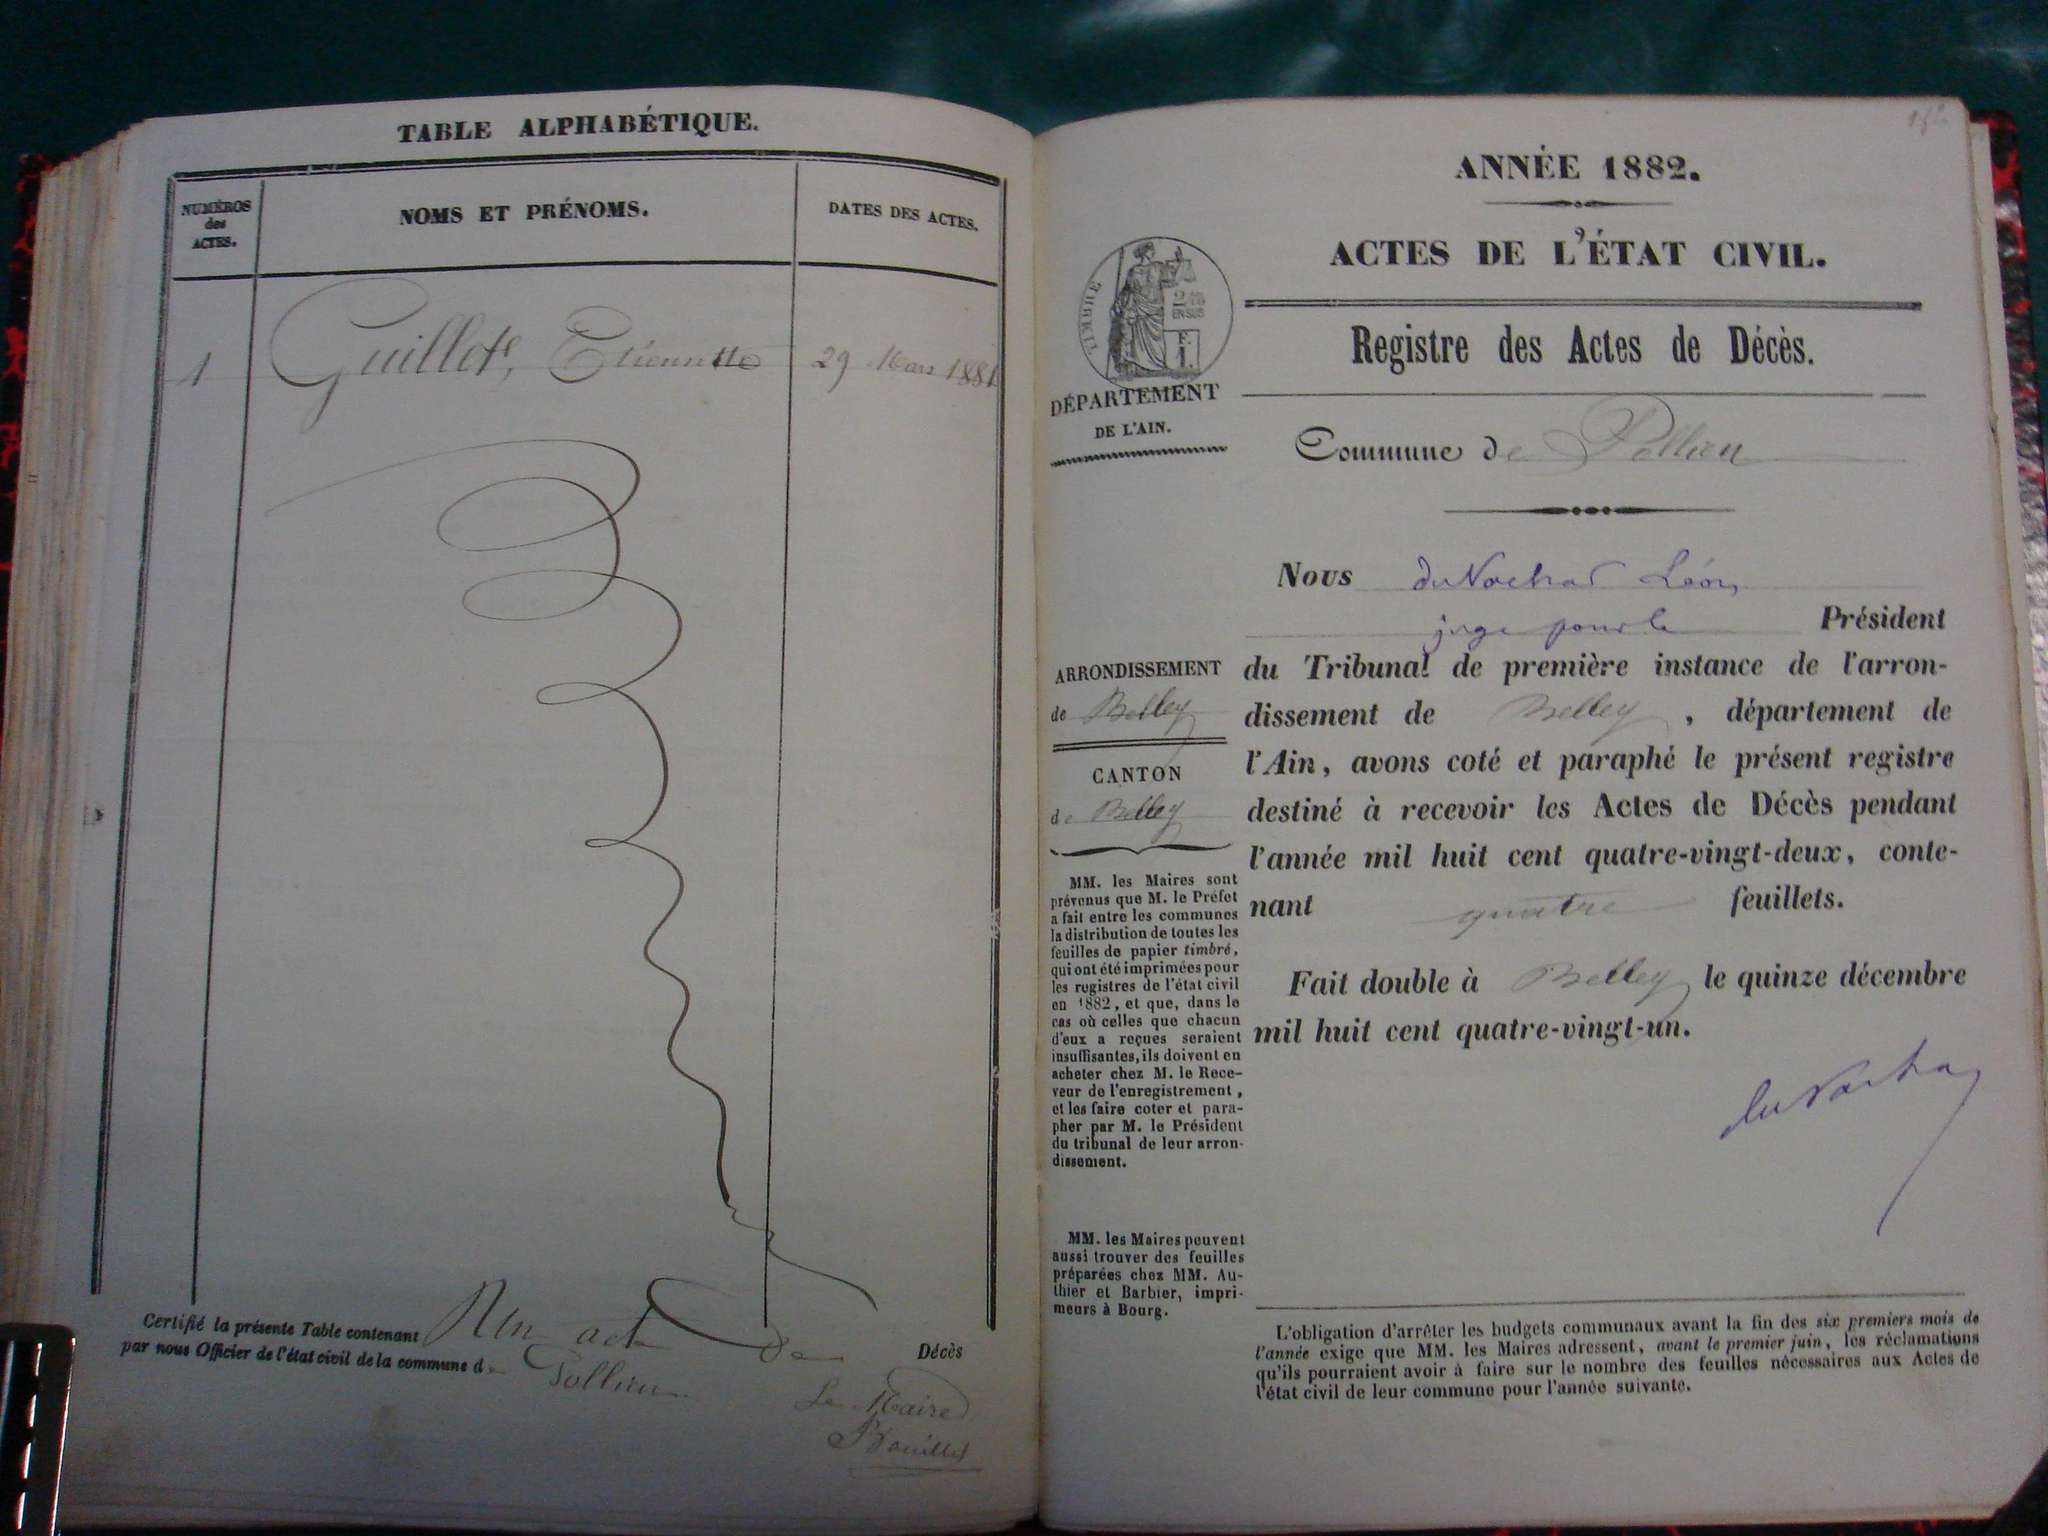 TABLE ALPHABÉTIQUE.
NUMÉROS
des
ACTES.
NOMS ET PRÉNOMS.
DATES DES ACTES.
1 Guillot, Etiennette 29 Mars 1881
Certifié la présente Table contenant Un acte de Décès
par nous Officier de l'état civil de la commune de Pollieu
Le Maire
ANNÉE 1882.
ACTES DE L'ÉTAT CIVIL.
TIMBRE
2/10
EN SUS
F.
1.
DÉPARTEMENT
DE L'AIN.
Registre des Actes de Décès.
Commune de Pollieu
ARRONDISSEMENT
de Belley
CANTON
de Belley
MM. les Maires sont
prévenus que M. le Préfet
a fait entre les communes
la distribution de toutes les
feuilles de papier timbré,
qui ont été imprimées pour
les registres de l'état civil
en 1882, et que, dans le
cas où celles que chacun
d'eux a reçues seraient
insuffisantes, ils doivent en
acheter chez M. le Rece-
veur de l'enregistrement,
et les faire coter et para-
pher par M. le Président
du tribunal de leur arron-
dissement.
MM. les Maires peuvent
aussi trouver des feuilles
préparées chez MM. Au-
thier et Barbier, impri-
meurs à Bourg.
Nous du Nachat Léon,
juge pour le Président
du Tribunal de première instance de l'arron-
dissement de Belley, département de
l'Ain, avons coté et paraphé le présent registre
destiné à recevoir les Actes de Décès pendant
l'année mil huit cent quatre-vingt-deux, conte-
nant quatre feuillets.
Fait double à Belley le quinze décembre
mil huit cent quatre-vingt-un.
L'obligation d'arrêter les budgets communaux avant la fin des six premiers mois de
l'année exige que MM. les Maires adressent, avant le premier juin, les réclamations
qu'ils pourraient avoir à faire sur le nombre des feuilles nécessaires aux Actes de
l'état civil de leur commune pour l'année suivante.